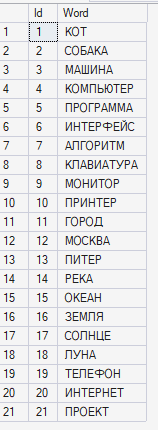 Id Word
1 1 КОТ
2 2 СОБАКА
3 3 МАШИНА
4 4 КОМПЬЮТЕР
5 5 ПРОГРАММА
6 6 ИНТЕРФЕЙС
7 7 АЛГОРИТМ
8 8 КЛАВИАТУРА
9 9 МОНИТОР
10 10 ПРИНТЕР
11 11 ГОРОД
12 12 МОСКВА
13 13 ПИТЕР
14 14 РЕКА
15 15 ОКЕАН
16 16 ЗЕМЛЯ
17 17 СОЛНЦЕ
18 18 ЛУНА
19 19 ТЕЛЕФОН
20 20 ИНТЕРНЕТ
21 21 ПРОЕКТ